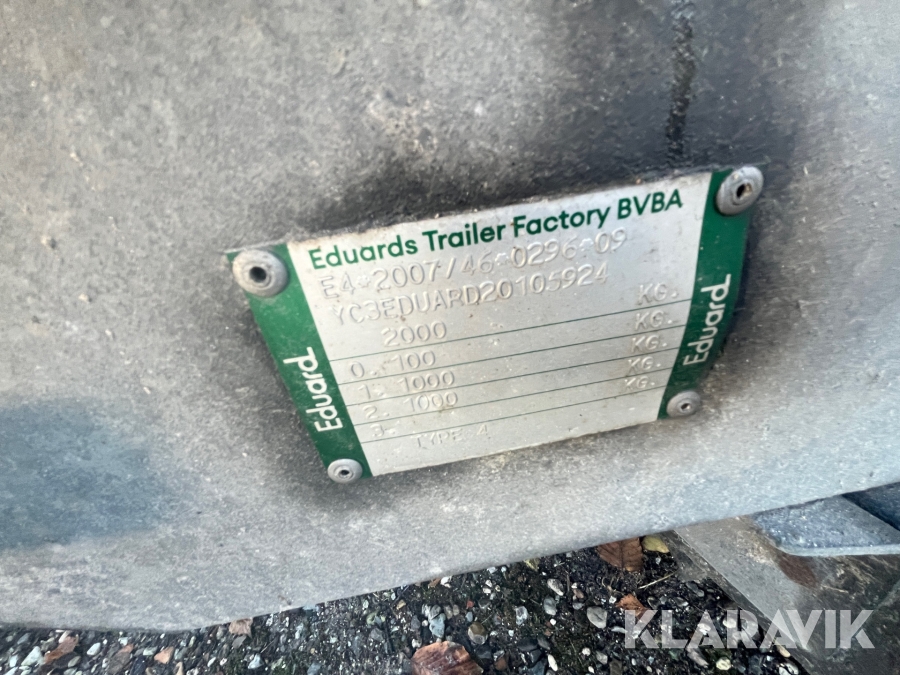 Eduards Trailer Factory BVBA
E4*2007/46*0296*09
YC3EDUARD20105924
2000 KG.
0. 100 KG.
1. 1000 KG.
2. 1000 KG.
3.
TYPE 4
Eduard
Eduard
KLARAVIK